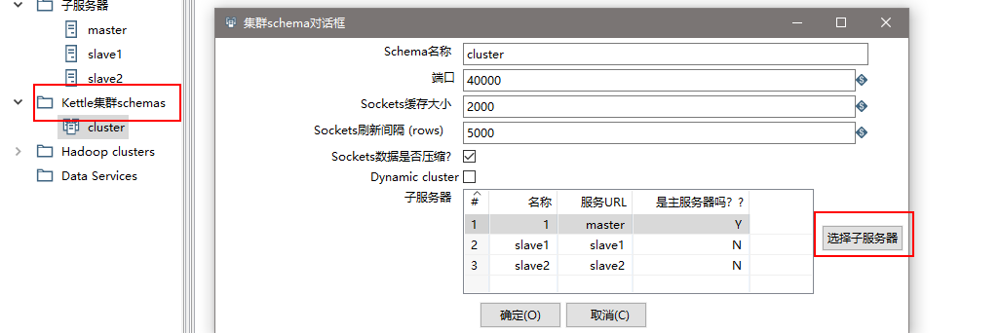 子服务器
master
slave1
slave2
Kettle集群schemas
cluster
Hadoop clusters
Data Services
集群schema对话框
Schema名称 cluster
端口 40000
Sockets缓存大小 2000
Sockets刷新间隔 (rows) 5000
Sockets数据是否压缩?
Dynamic cluster
子服务器
# 名称 服务URL 是主服务器吗? ?
1 1 master Y
2 slave1 slave1 N
3 slave2 slave2 N
选择子服务器
确定(O) 取消(C)